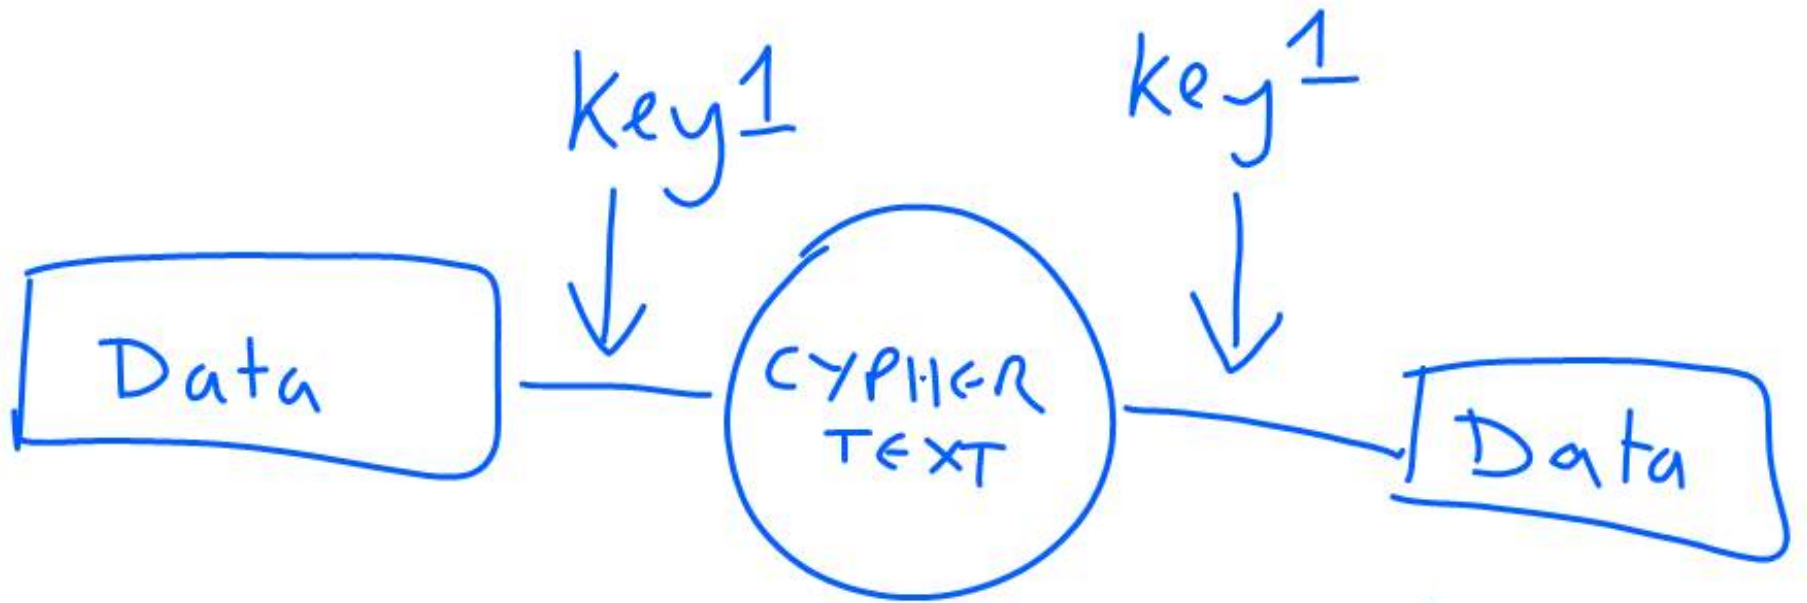 Key1
Key1
Data
CYPHER
TEXT
Data